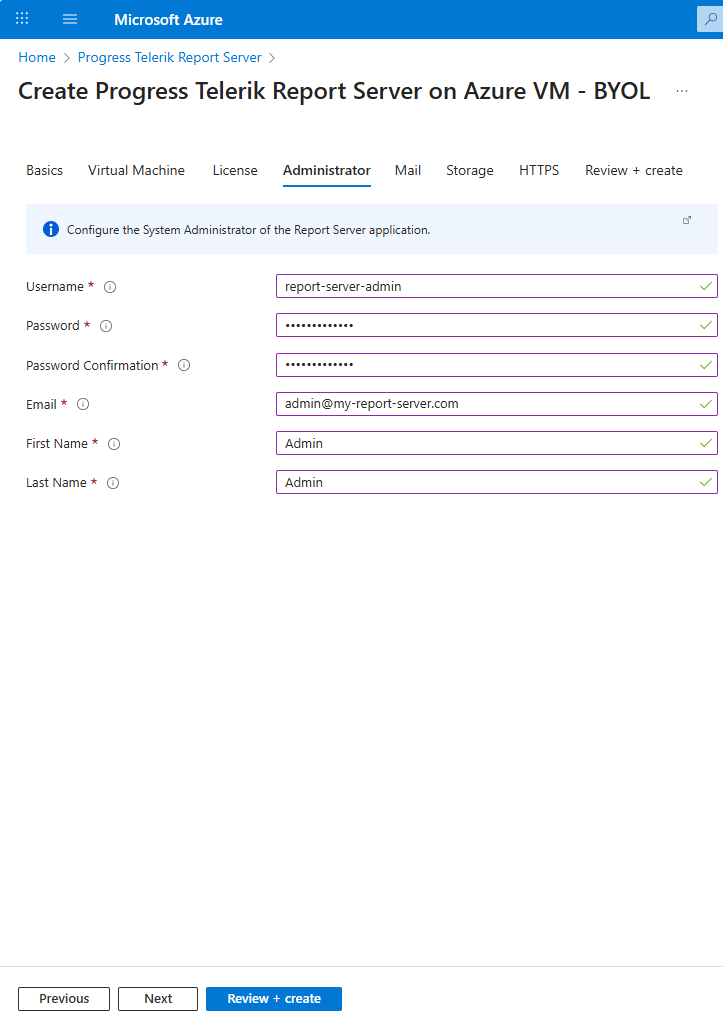 Microsoft Azure
Home > Progress Telerik Report Server >
Create Progress Telerik Report Server on Azure VM - BYOL ...
Basics Virtual Machine License Administrator Mail Storage HTTPS Review + create
Configure the System Administrator of the Report Server application.
Username * report-server-admin
Password * •••••••••••••
Password Confirmation * •••••••••••••
Email * admin@my-report-server.com
First Name * Admin
Last Name * Admin
Previous Next Review + create